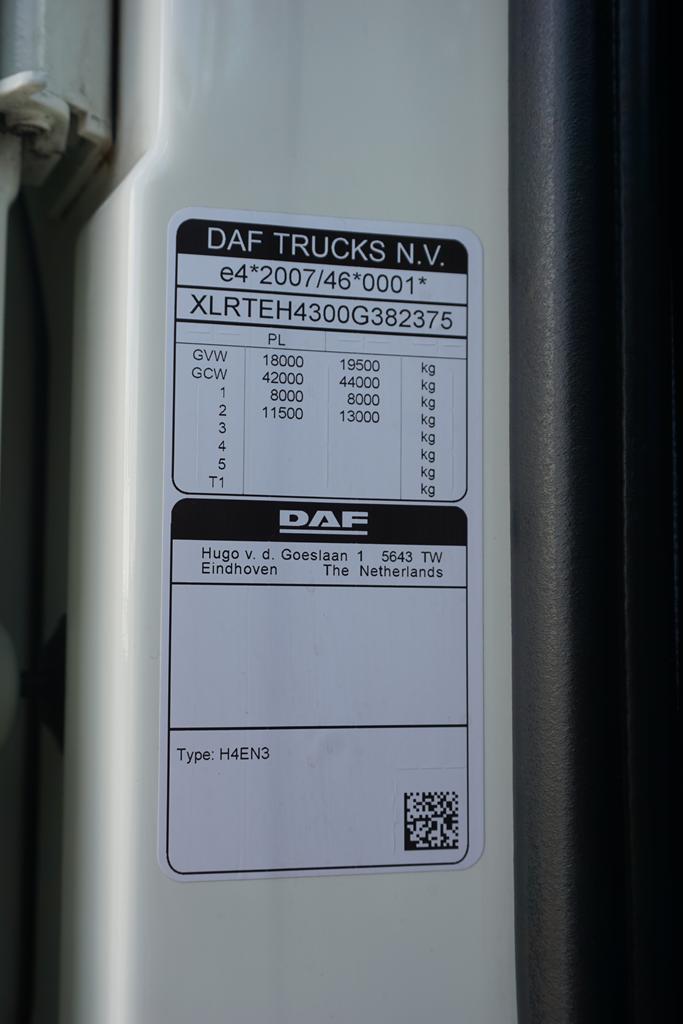 DAF TRUCKS N.V.
e4*2007/46*0001*
XLRTEH4300G382375
PL
GVW 18000 19500 kg
GCW 42000 44000 kg
1 8000 8000 kg
2 11500 13000 kg
3 kg
4 kg
5 kg
T1 kg
DAF
Hugo v. d. Goeslaan 1 5643 TW
Eindhoven The Netherlands
Type: H4EN3